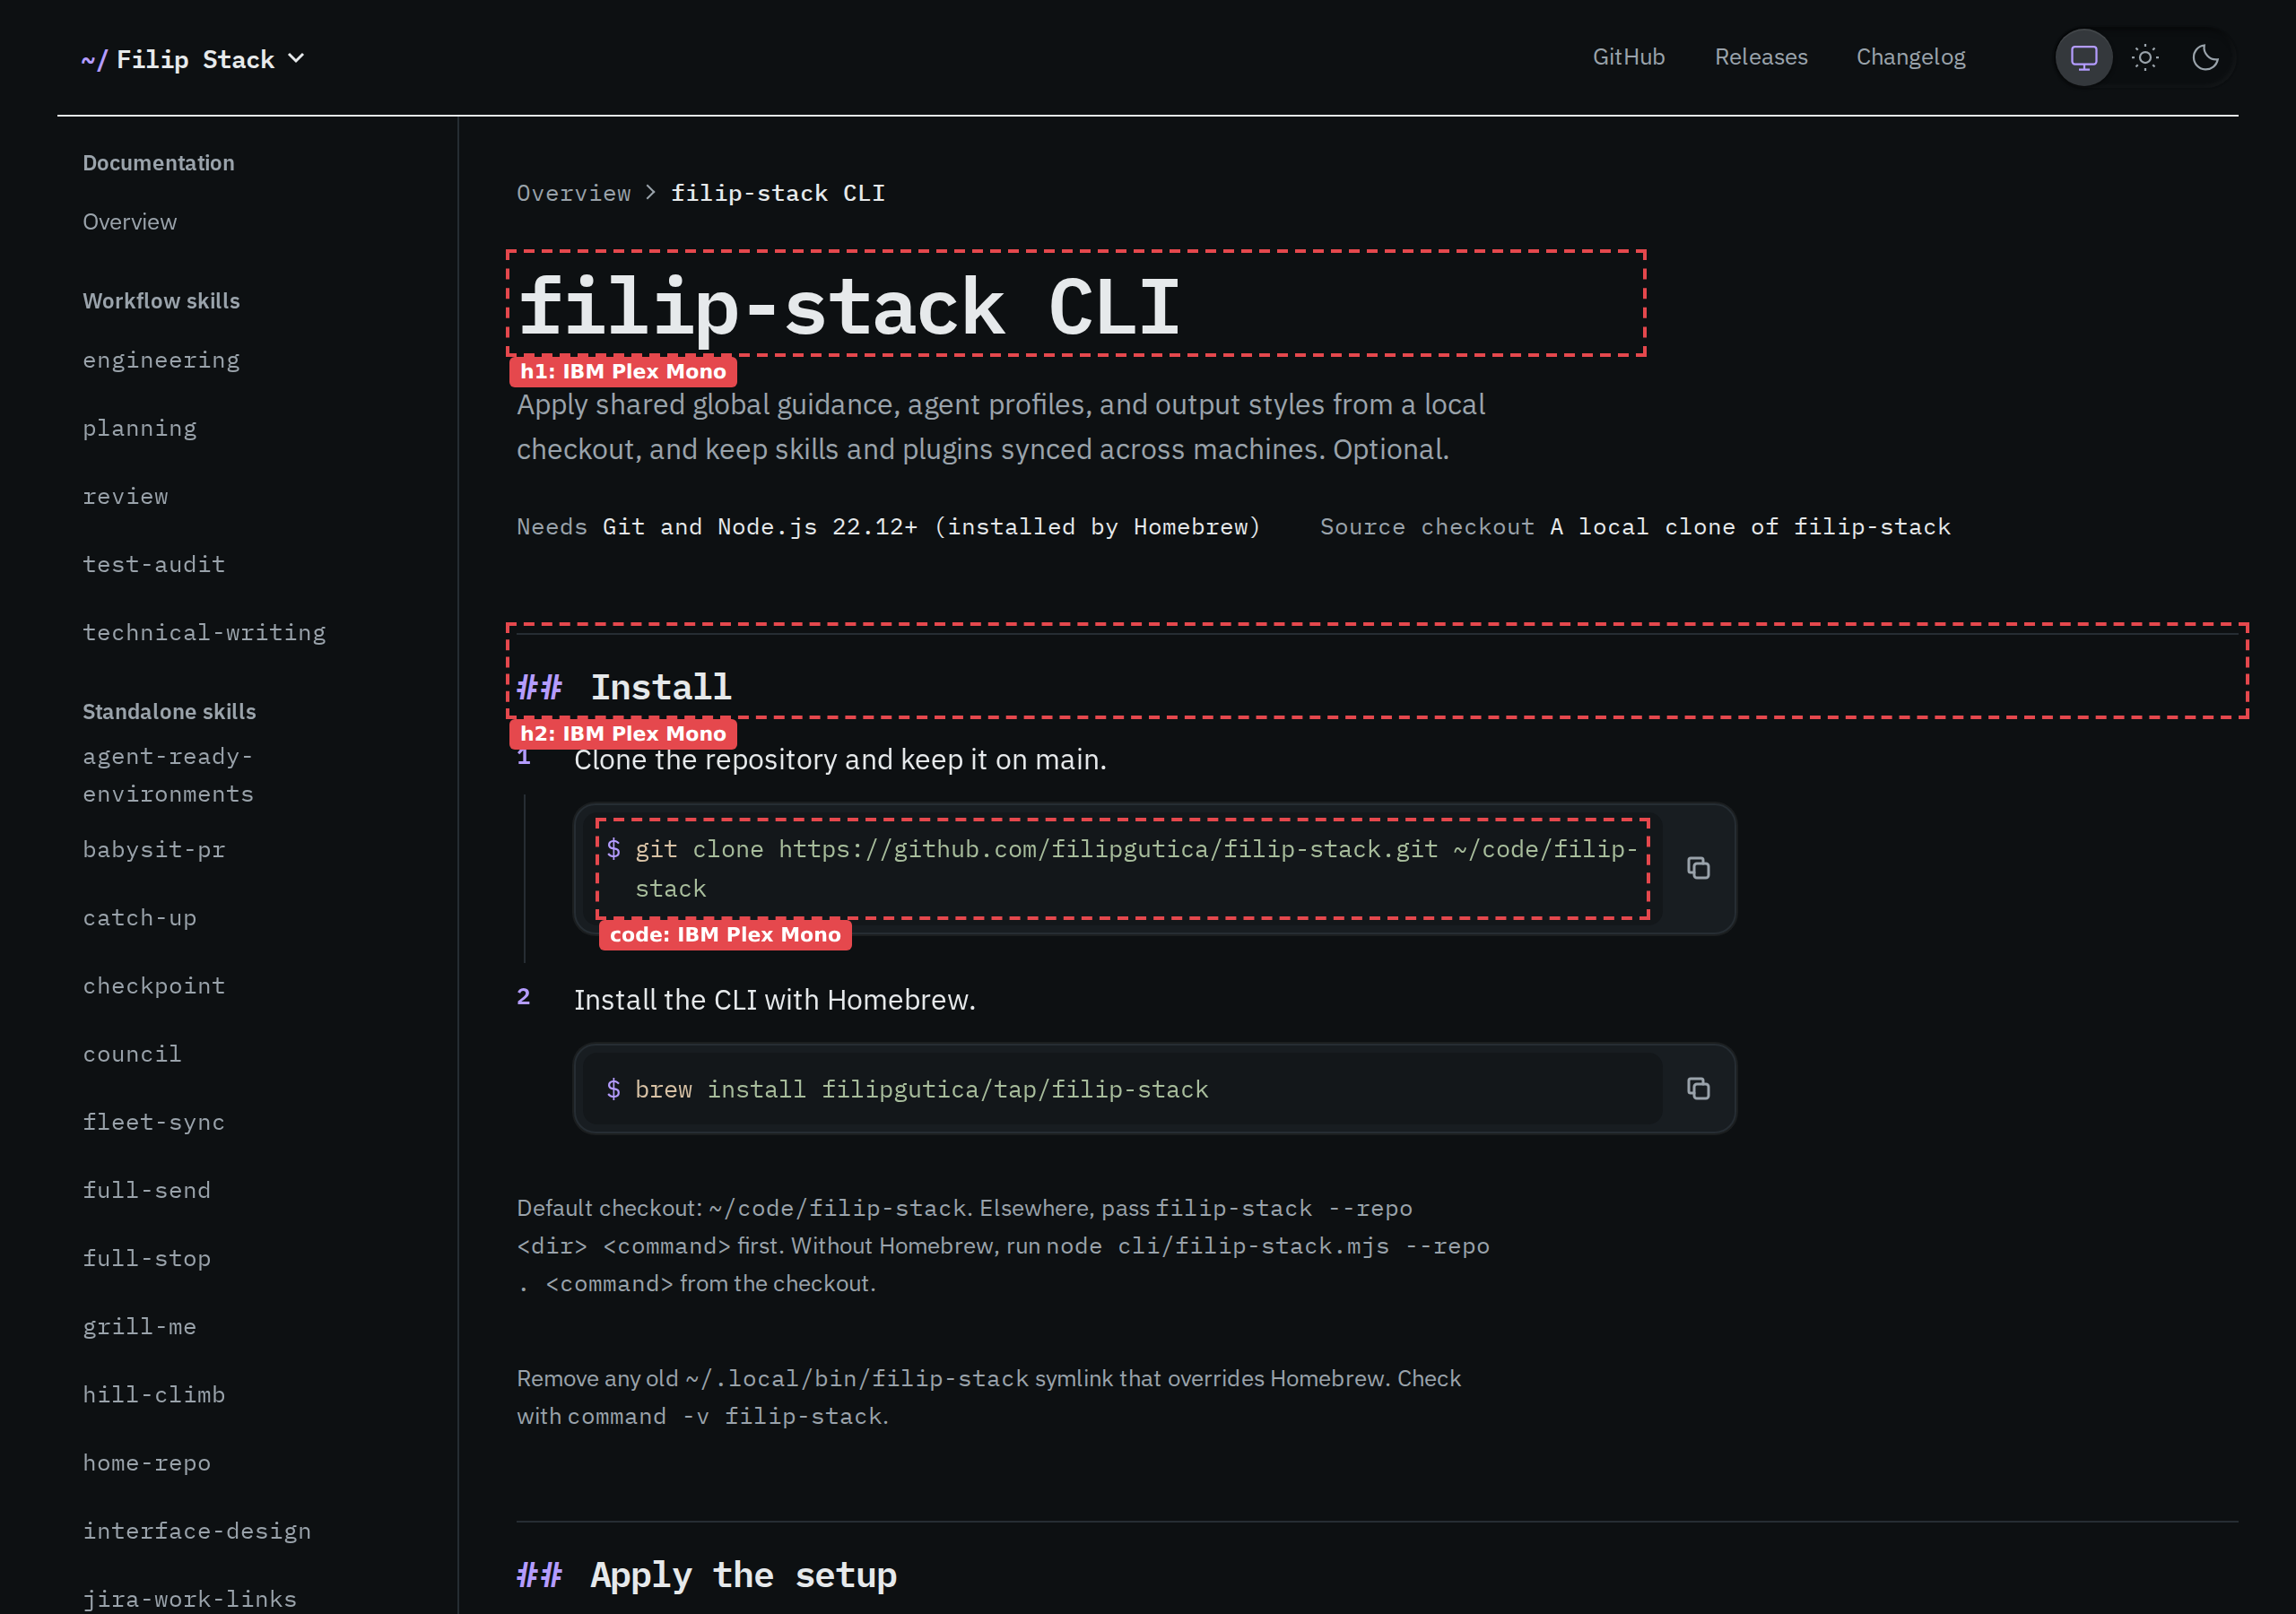 ~/ Filip Stack
GitHub Releases Changelog
Documentation
Overview
Workflow skills
engineering
planning
review
test-audit
technical-writing
Standalone skills
agent-ready-
environments
babysit-pr
catch-up
checkpoint
council
fleet-sync
full-send
full-stop
grill-me
hill-climb
home-repo
interface-design
jira-work-links
Overview > filip-stack CLI
filip-stack CLI
h1: IBM Plex Mono
Apply shared global guidance, agent profiles, and output styles from a local
checkout, and keep skills and plugins synced across machines. Optional.
Needs Git and Node.js 22.12+ (installed by Homebrew) Source checkout A local clone of filip-stack
## Install
h2: IBM Plex Mono
1 Clone the repository and keep it on main.
$ git clone https://github.com/filipgutica/filip-stack.git ~/code/filip-
stack
code: IBM Plex Mono
2 Install the CLI with Homebrew.
$ brew install filipgutica/tap/filip-stack
Default checkout: ~/code/filip-stack. Elsewhere, pass filip-stack --repo
<dir> <command> first. Without Homebrew, run node cli/filip-stack.mjs --repo
. <command> from the checkout.
Remove any old ~/.local/bin/filip-stack symlink that overrides Homebrew. Check
with command -v filip-stack.
## Apply the setup